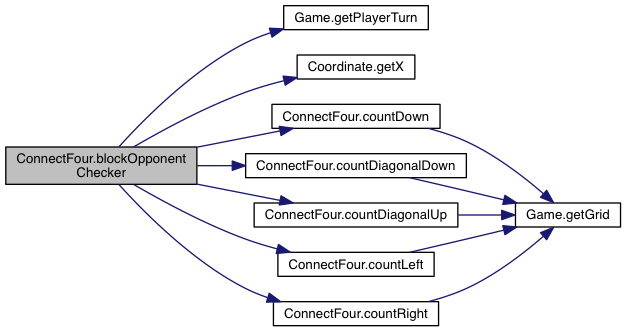 Game.getPlayerTurn
Coordinate.getX
ConnectFour.countDown
ConnectFour.blockOpponent
Checker
ConnectFour.countDiagonalDown
ConnectFour.countDiagonalUp
Game.getGrid
ConnectFour.countLeft
ConnectFour.countRight